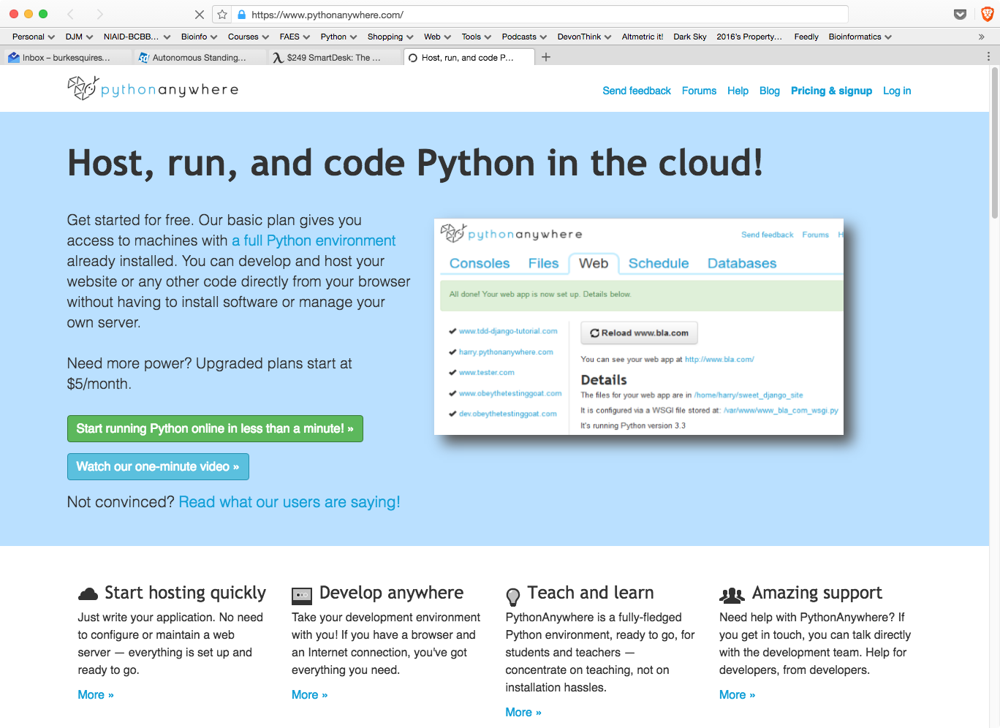 https://www.pythonanywhere.com/
Personal DJM NIAID-BCBB... Bioinfo Courses FAES Python Shopping Web Tools Podcasts DevonThink Altmetric it! Dark Sky 2016's Property... Feedly Bioinformatics »
Inbox – burkesquires... Autonomous Standing... $249 SmartDesk: The ... Host, run, and code P... +
pythonanywhere
Send feedback Forums Help Blog Pricing & signup Log in
Host, run, and code Python in the cloud!
Get started for free. Our basic plan gives you
access to machines with a full Python environment
already installed. You can develop and host your
website or any other code directly from your browser
without having to install software or manage your
own server.
Need more power? Upgraded plans start at
$5/month.
Start running Python online in less than a minute! »
Watch our one-minute video »
Not convinced? Read what our users are saying!
pythonanywhere
Send feedback Forums H
Consoles Files Web Schedule Databases
All done! Your web app is now set up. Details below.
www.tdd-django-tutorial.com
harry.pythonanywhere.com
www.tester.com
www.obeythetestinggoat.com
dev.obeythetestinggoat.com
Reload www.bla.com
You can see your web app at http://www.bla.com/
Details
The files for your web app are in /home/harry/sweet_django_site
It is configured via a WSGI file stored at: /var/www/www_bla_com_wsgi.py
It's running Python version 3.3
Start hosting quickly
Just write your application. No need
to configure or maintain a web
server — everything is set up and
ready to go.
More »
Develop anywhere
Take your development environment
with you! If you have a browser and
an Internet connection, you've got
everything you need.
More »
Teach and learn
PythonAnywhere is a fully-fledged
Python environment, ready to go, for
students and teachers —
concentrate on teaching, not on
installation hassles.
More »
Amazing support
Need help with PythonAnywhere? If
you get in touch, you can talk directly
with the development team. Help for
developers, from developers.
More »